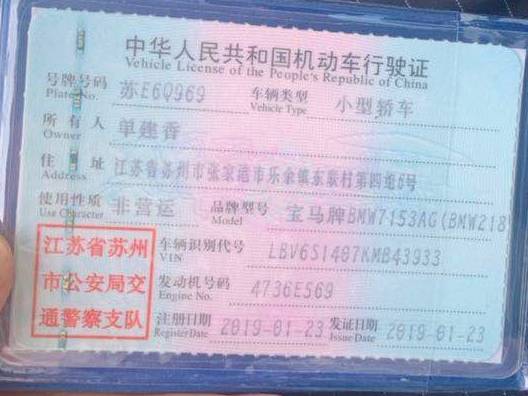 中华人民共和国机动车行驶证
Vehicle License of the People's Republic of China
号牌号码 苏E6Q969 车辆类型 小型轿车
Plate No. Vehicle Type
所有人 单建香
Owner
住址 江苏省苏州市张家港市乐余镇东联村第四组6号
Address
使用性质 非营运 品牌型号 宝马牌BMW7153AG(BMW218
Use Character Model
江苏省苏州
市公安局交
通警察支队
车辆识别代号 LBV6S1407KMB43933
VIN
发动机号码 4736E569
Engine No.
注册日期 2019-01-23 发证日期 2019-01-23
Register Date Issue Date